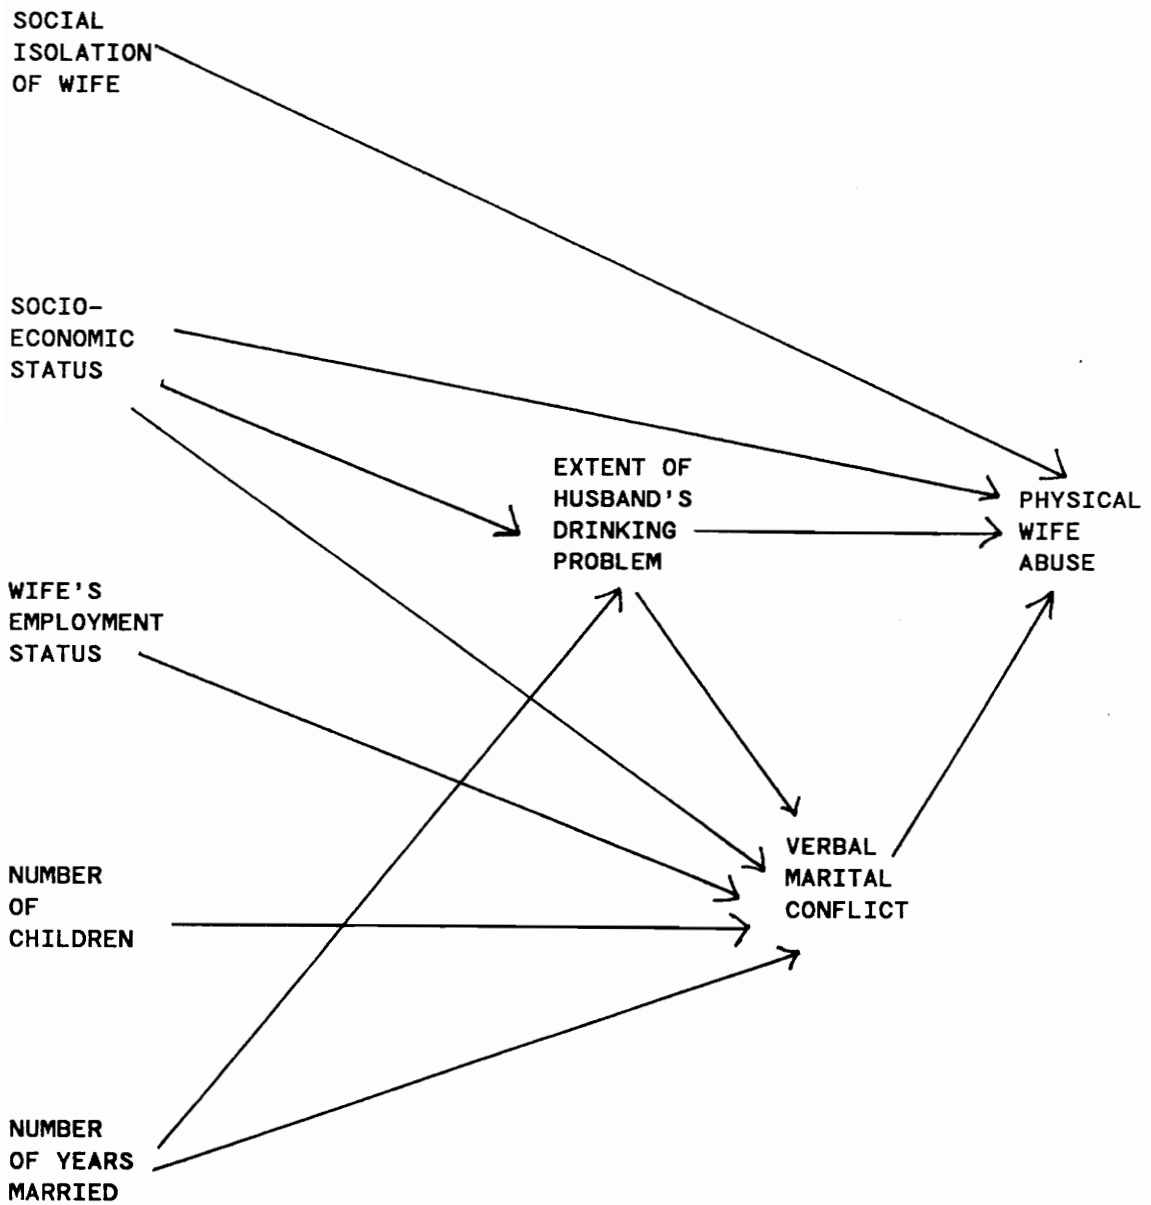 SOCIAL
ISOLATION
OF WIFE
SOCIO-
ECONOMIC
STATUS
EXTENT OF
HUSBAND'S
DRINKING
PROBLEM
PHYSICAL
WIFE
ABUSE
WIFE'S
EMPLOYMENT
STATUS
VERBAL
MARITAL
CONFLICT
NUMBER
OF
CHILDREN
NUMBER
OF YEARS
MARRIED